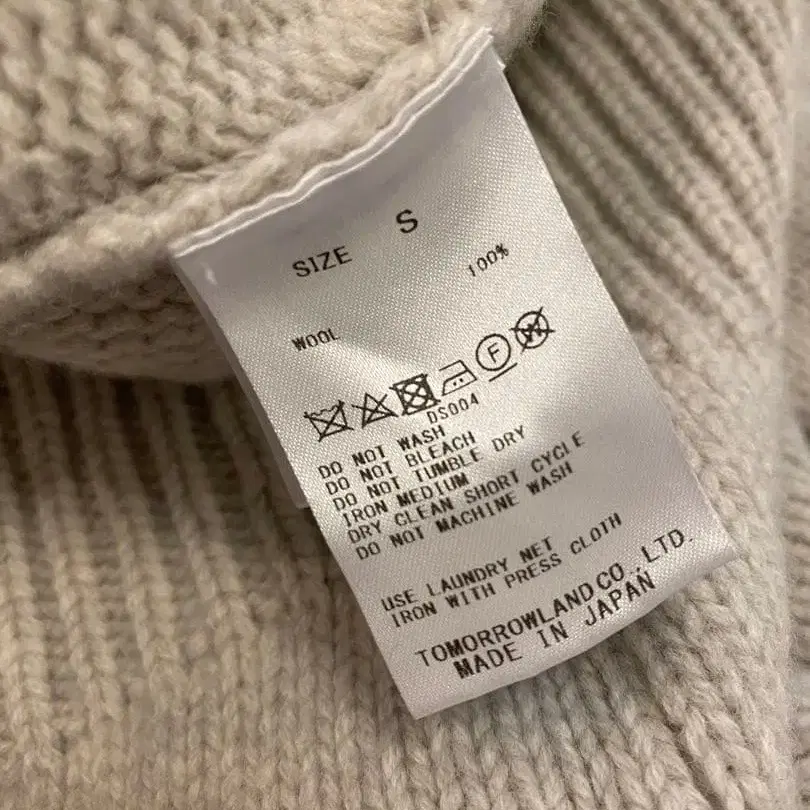 SIZE S
WOOL 100%
F W
DS004
DO NOT WASH
DO NOT BLEACH
DO NOT TUMBLE DRY
IRON MEDIUM
DRY CLEAN SHORT CYCLE
DO NOT MACHINE WASH
USE LAUNDRY NET
IRON WITH PRESS CLOTH
TOMORROWLAND CO., LTD.
MADE IN JAPAN